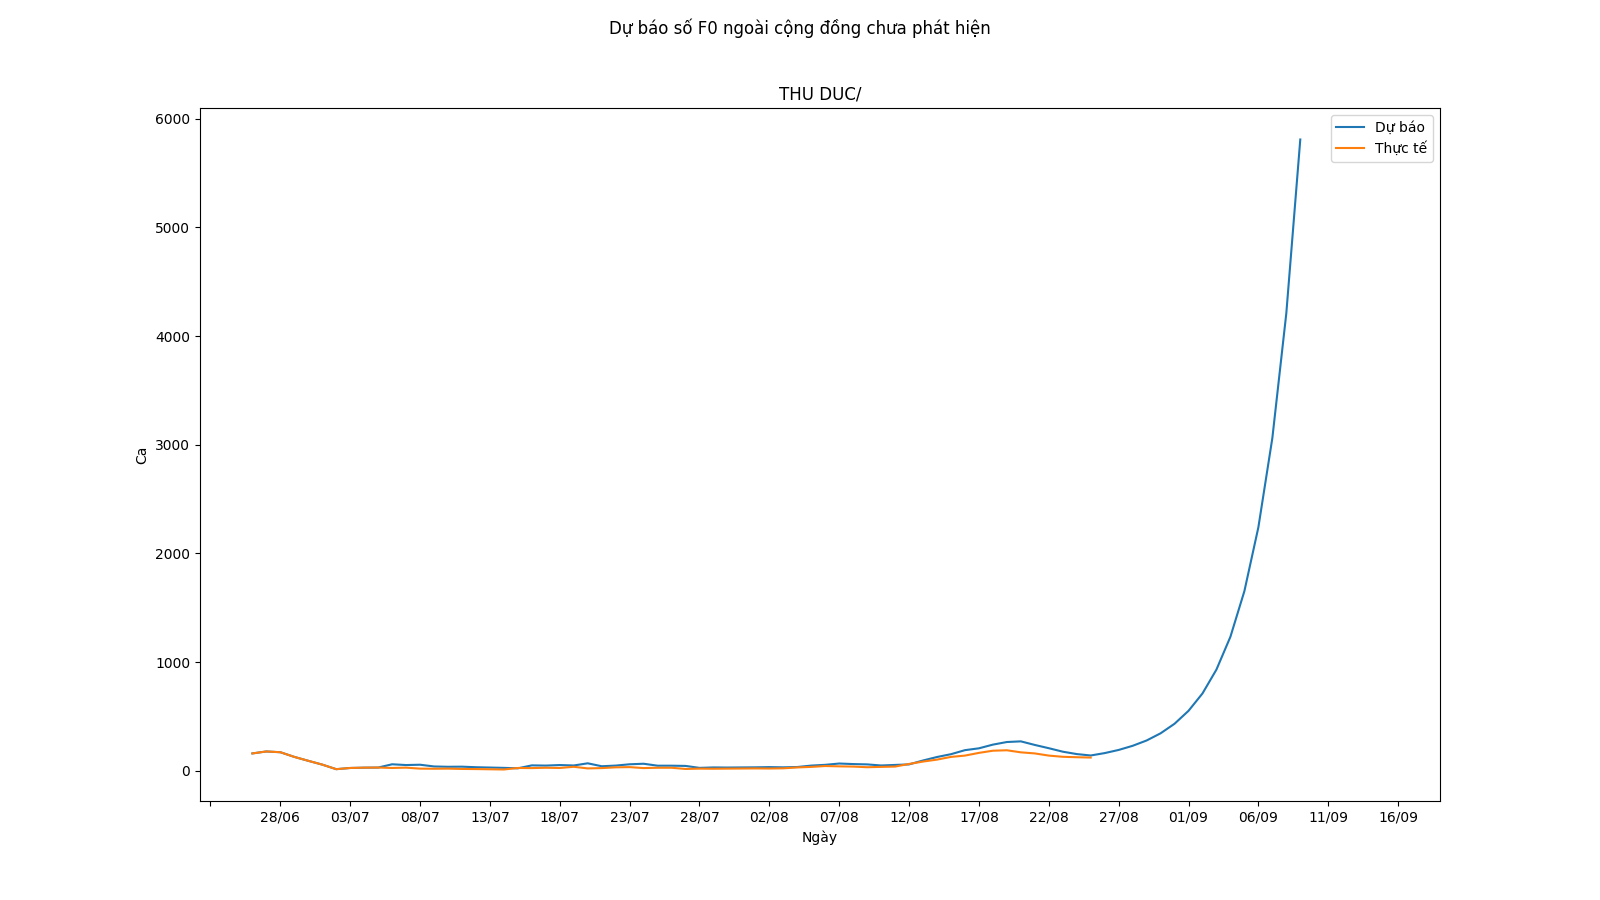 Dự báo số F0 ngoài cộng đồng chưa phát hiện
THU DUC/
Dự báo
Thực tế
6000
5000
4000
3000
2000
1000
0
Ca
28/06 03/07 08/07 13/07 18/07 23/07 28/07 02/08 07/08 12/08 17/08 22/08 27/08 01/09 06/09 11/09 16/09
Ngày